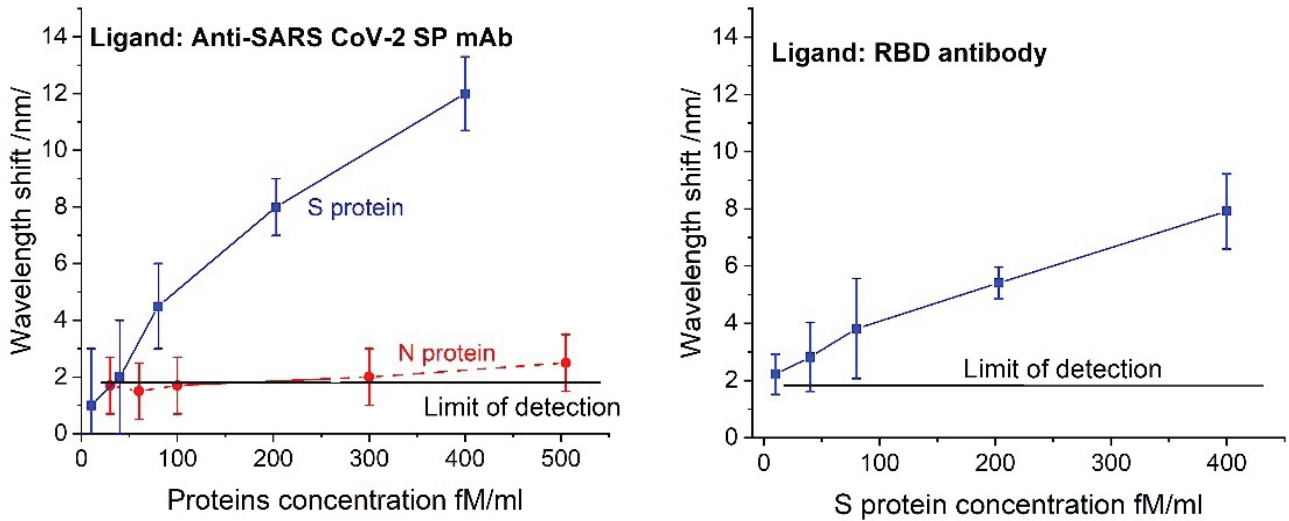 Ligand: Anti-SARS CoV-2 SP mAb
Wavelength shift /nm/
14
12
10
8
6
4
2
0
S protein
N protein
Limit of detection
0 100 200 300 400 500
Proteins concentration fM/ml
Ligand: RBD antibody
Wavelength shift /nm/
14
12
10
8
6
4
2
0
Limit of detection
0 100 200 300 400
S protein concentration fM/ml